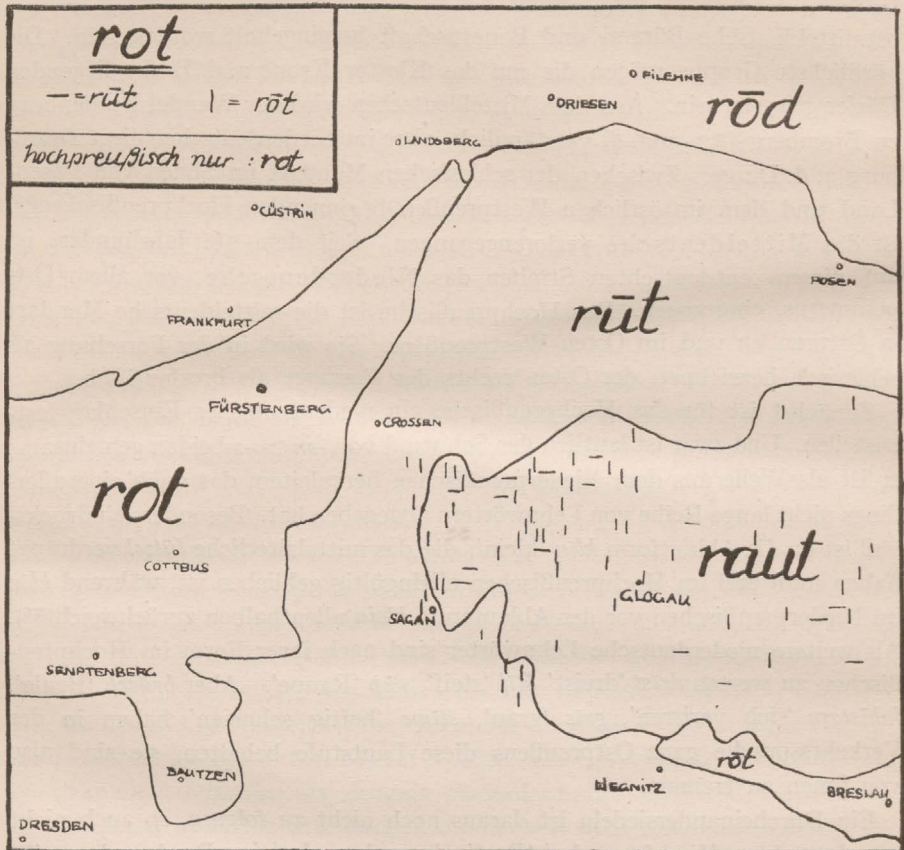 rot
— = rūt | = rōt
hochpreußisch nur : rot
FILEHNE
DRIESEN
rōd
LANDSBERG
CÜSTRIN
POSEN
rūt
FRANKFURT
FÜRSTENBERG
CROSSEN
rot
raut
COTTBUS
GLOGAU
SAGAN
SENFTENBERG
rōt
BAUTZEN
LIEGNITZ
BRESLAU
DRESDEN